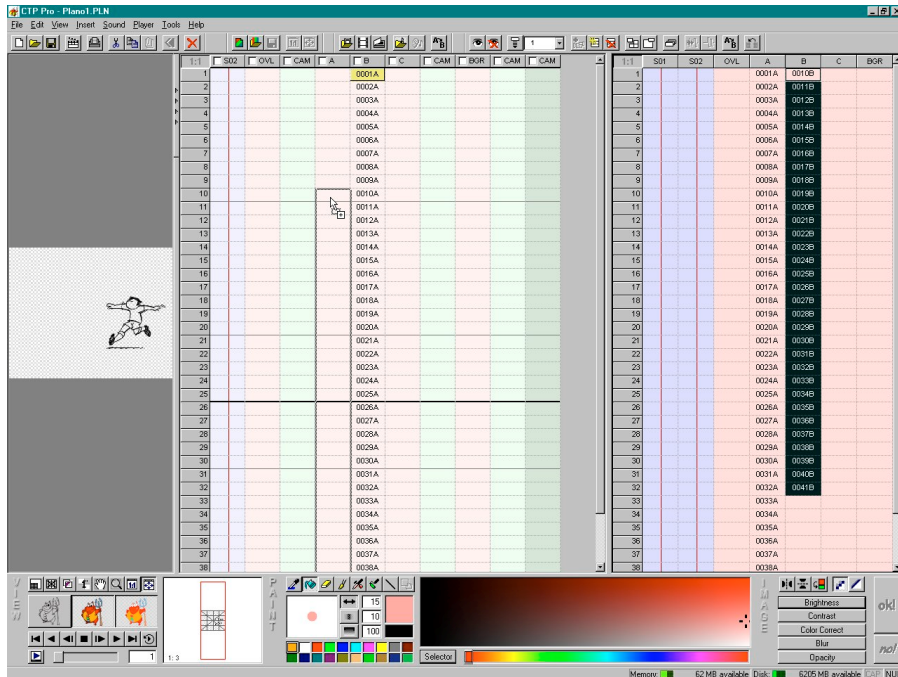 CTP Pro - Plano1.PLN
File Edit View Insert Sound Player Tools Help
1
1:1 S02 OVL CAM A B C CAM BGR CAM CAM 1:1 S01 S02 OVL A B C BGR
1 0001A 1 0001A 0010B
2 0002A 2 0002A 0011B
3 0003A 3 0003A 0012B
4 0004A 4 0004A 0013B
5 0005A 5 0005A 0014B
6 0006A 6 0006A 0015B
7 0007A 7 0007A 0016B
8 0008A 8 0008A 0017B
9 0009A 9 0009A 0018B
10 0010A 10 0010A 0019B
11 0011A 11 0011A 0020B
12 0012A 12 0012A 0021B
13 0013A 13 0013A 0022B
14 0014A 14 0014A 0023B
15 0015A 15 0015A 0024B
16 0016A 16 0016A 0025B
17 0017A 17 0017A 0026B
18 0018A 18 0018A 0027B
19 0019A 19 0019A 0028B
20 0020A 20 0020A 0029B
21 0021A 21 0021A 0030B
22 0022A 22 0022A 0031B
23 0023A 23 0023A 0032B
24 0024A 24 0024A 0033B
25 0025A 25 0025A 0034B
26 0026A 26 0026A 0035B
27 0027A 27 0027A 0036B
28 0028A 28 0028A 0037B
29 0029A 29 0029A 0038B
30 0030A 30 0030A 0039B
31 0031A 31 0031A 0040B
32 0032A 32 0032A 0041B
33 0033A 33 0033A
34 0034A 34 0034A
35 0035A 35 0035A
36 0036A 36 0036A
37 0037A 37 0037A
38 0038A 38 0038A
VIEW
1
1:3
PAINT
15
10
100
Selector
IMAGE
Brightness
Contrast
Color Correct
Blur
Opacity
ok!
no!
Memory: 62 MB available Disk: 6205 MB available CAP NU